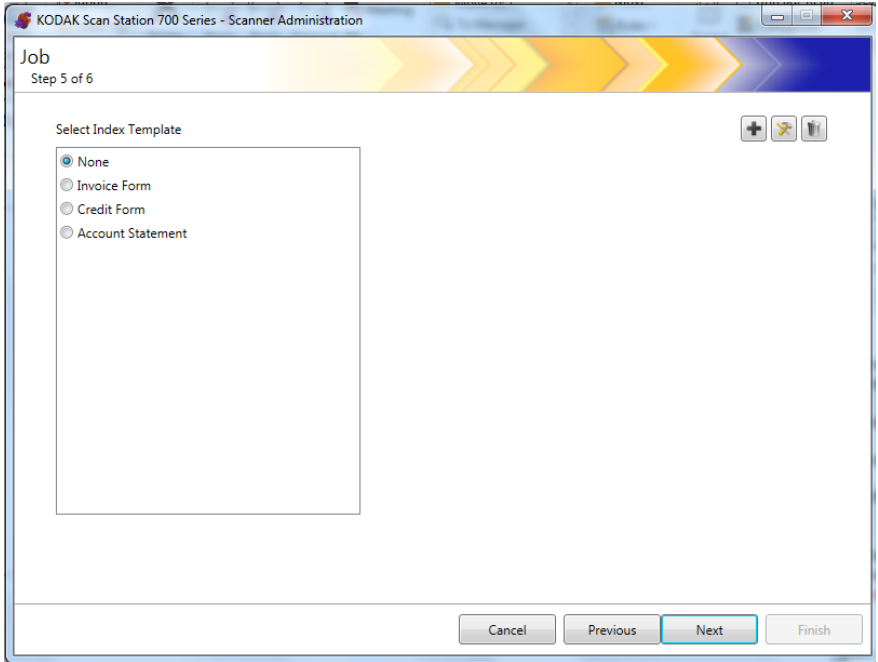 KODAK Scan Station 700 Series - Scanner Administration
Job
Step 5 of 6
Select Index Template
None
Invoice Form
Credit Form
Account Statement
Cancel Previous Next Finish